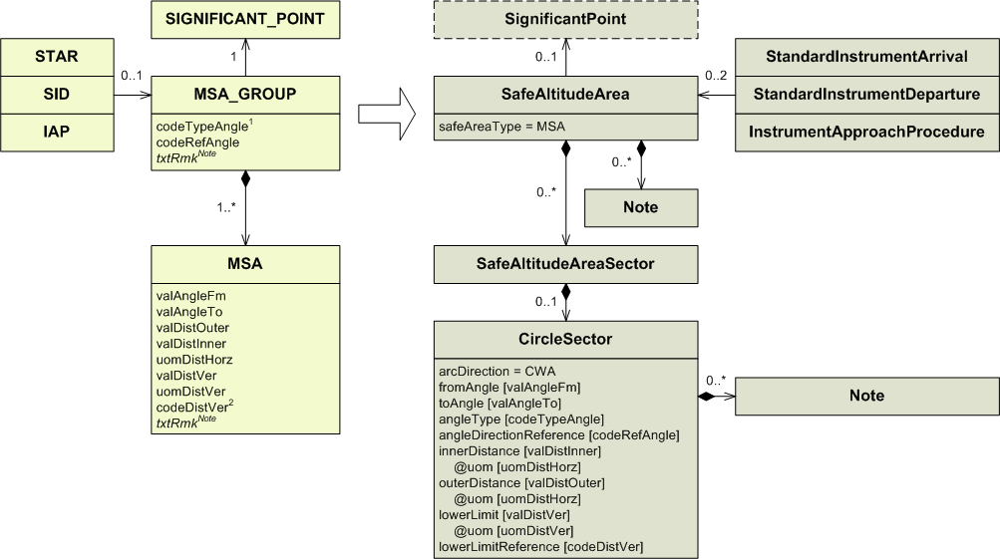 SIGNIFICANT_POINT
1
STAR
SID
IAP
0..1
MSA_GROUP
codeTypeAngle1
codeRefAngle
txtRmkNote
1..*
MSA
valAngleFm
valAngleTo
valDistOuter
valDistInner
uomDistHorz
valDistVer
uomDistVer
codeDistVer2
txtRmkNote
SignificantPoint
0..1
SafeAltitudeArea
safeAreaType = MSA
0..2
StandardInstrumentArrival
StandardInstrumentDeparture
InstrumentApproachProcedure
0..*
Note
0..*
SafeAltitudeAreaSector
0..1
CircleSector
arcDirection = CWA
fromAngle [valAngleFm]
toAngle [valAngleTo]
angleType [codeTypeAngle]
angleDirectionReference [codeRefAngle]
innerDistance [valDistInner]
@uom [uomDistHorz]
outerDistance [valDistOuter]
@uom [uomDistHorz]
lowerLimit [valDistVer]
@uom [uomDistVer]
lowerLimitReference [codeDistVer]
0..*
Note